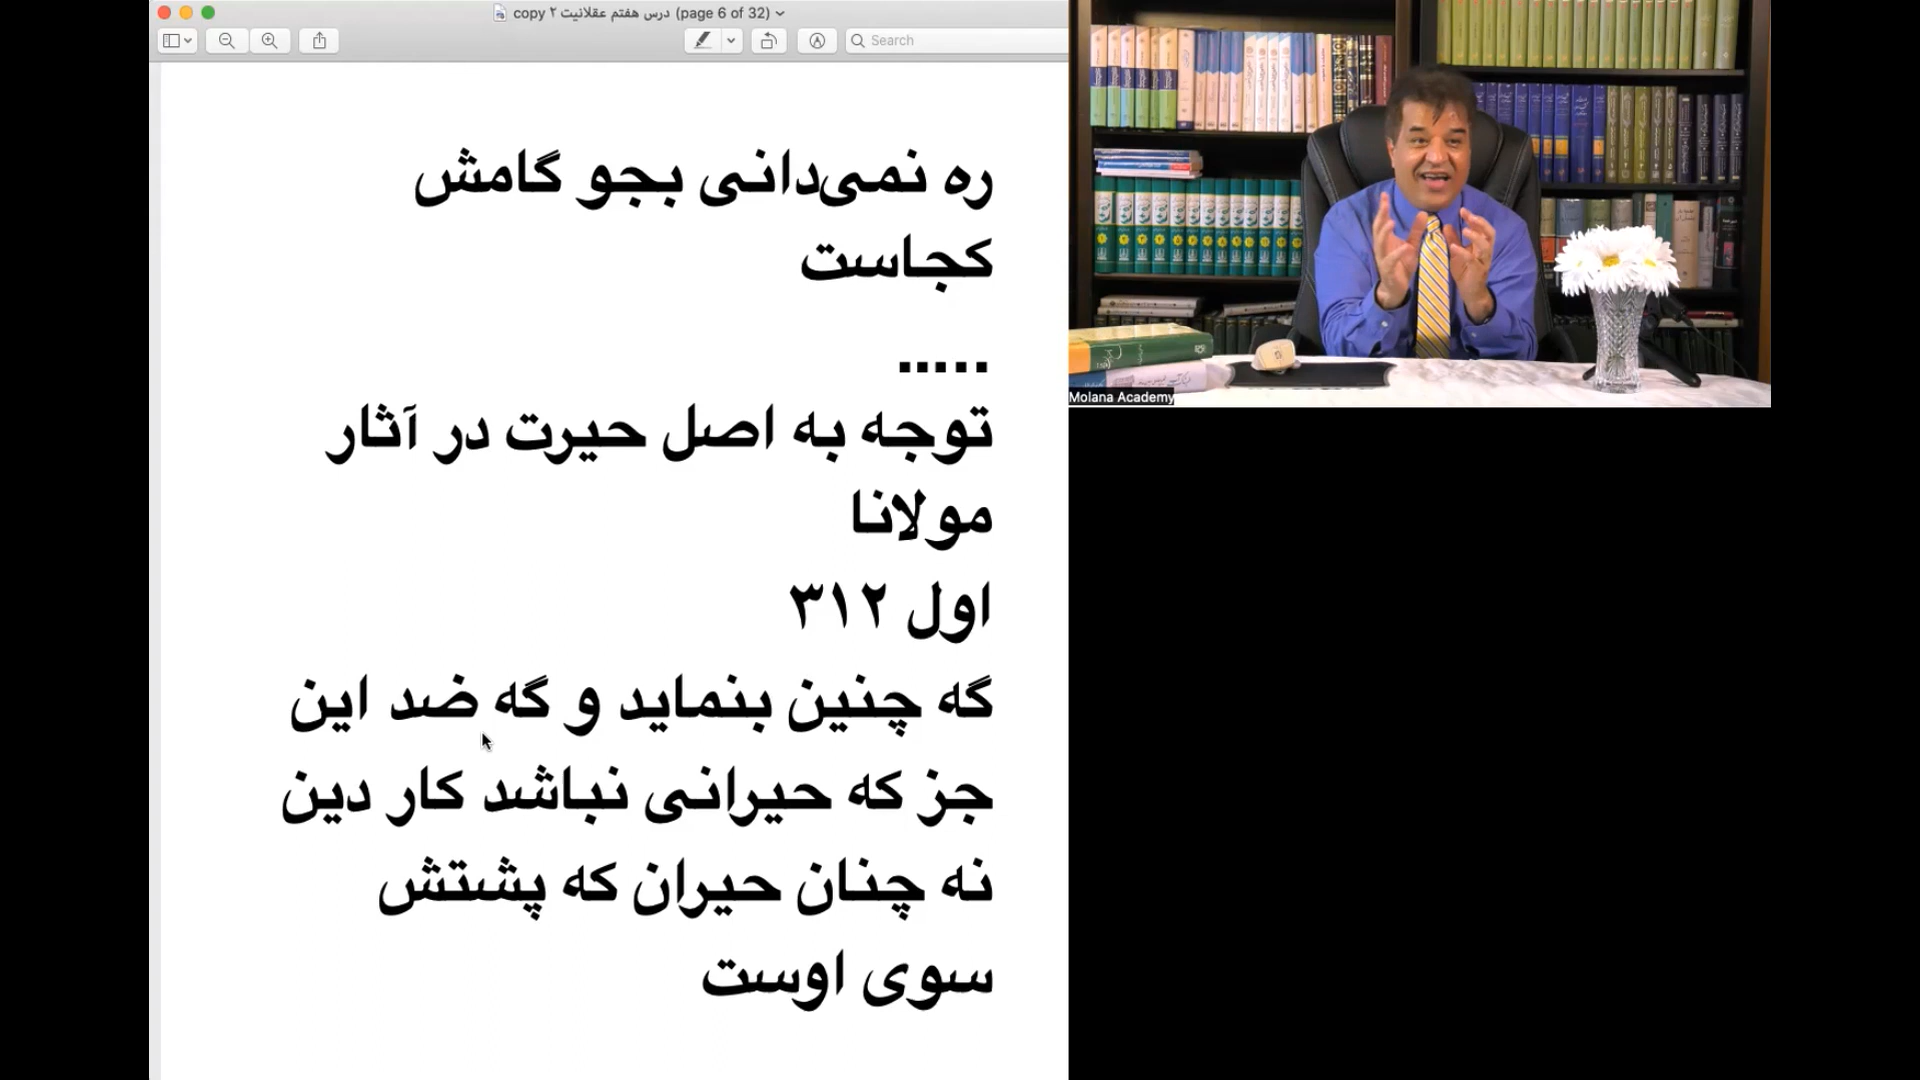 درس هفتم عقلانیت ۲ copy (page 6 of 32)
Search
ره نمی‌دانی بجو گامش
کجاست
.....
توجه به اصل حیرت در آثار
مولانا
اول ۳۱۲
گه چنین بنماید و گه ضد این
جز که حیرانی نباشد کار دین
نه چنان حیران که پشتش
سوی اوست
Molana Academy